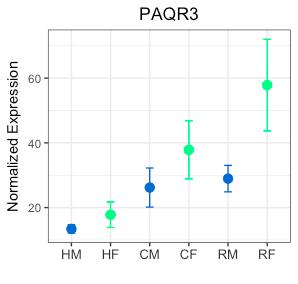 PAQR3
Normalized Expression
60
40
20
HM HF CM CF RM RF